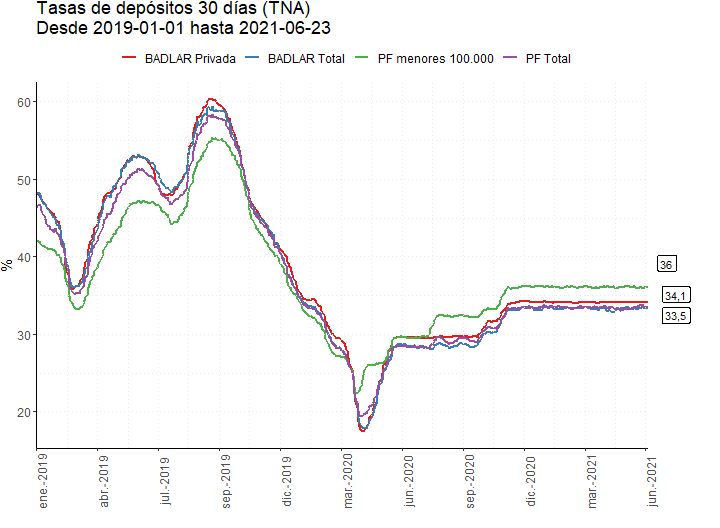 Tasas de depósitos 30 días (TNA)
Desde 2019-01-01 hasta 2021-06-23
BADLAR Privada BADLAR Total PF menores 100.000 PF Total
%
60
50
40
30
20
36
34,1
33,5
ene.-2019
abr.-2019
jul.-2019
sep.-2019
dic.-2019
mar.-2020
jun.-2020
sep.-2020
dic.-2020
mar.-2021
jun.-2021